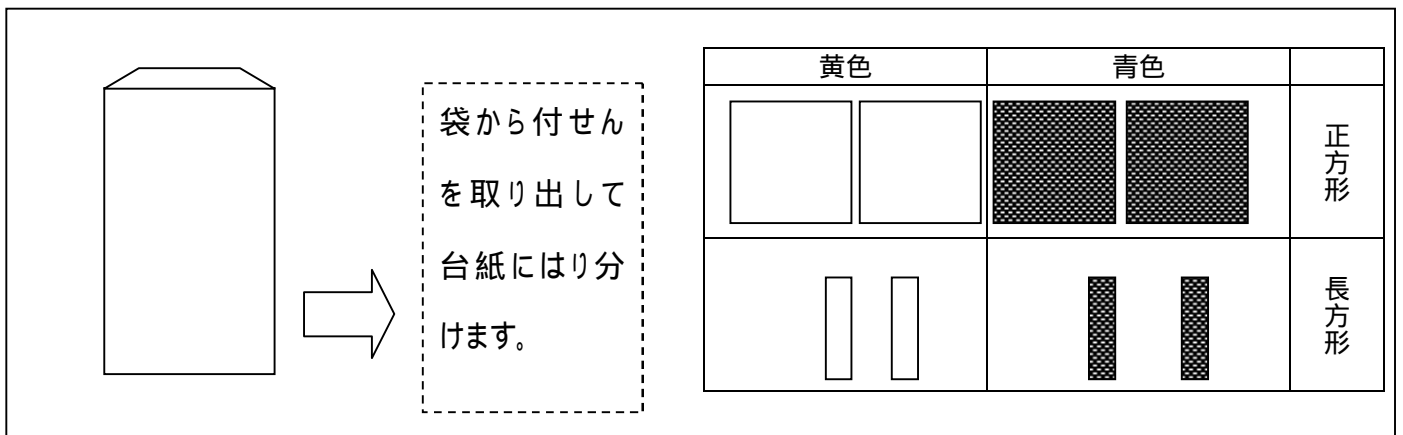 袋から付せん
を取り出して
台紙にはり分
けます。
黄色 青色
正方形
長方形